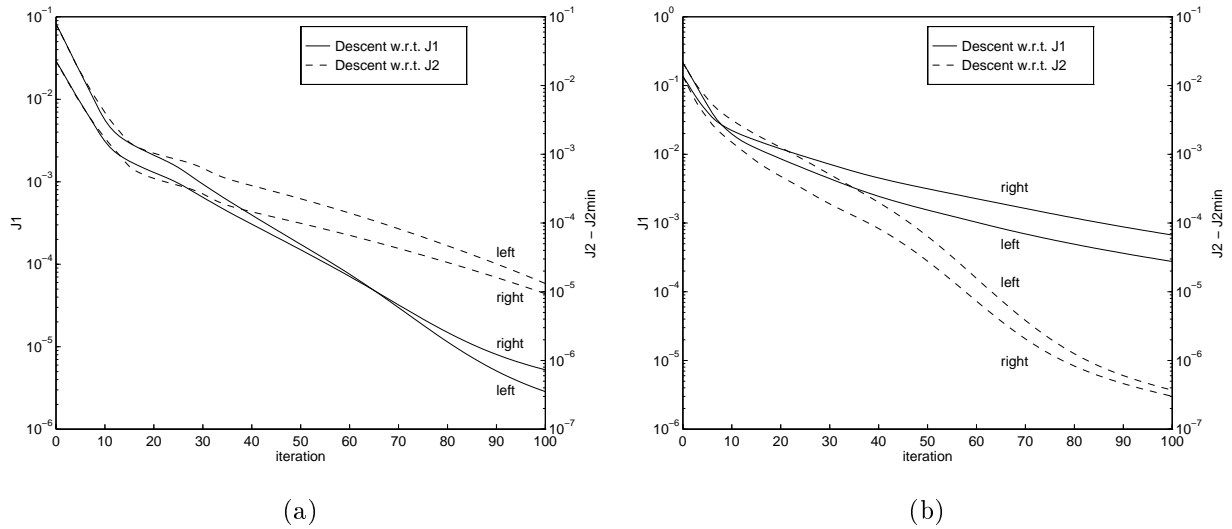 10^-1
10^-2
10^-3
10^-4
10^-5
10^-6
J1
0 10 20 30 40 50 60 70 80 90 100
iteration
10^-1
10^-2
10^-3
10^-4
10^-5
10^-6
10^-7
J2 − J2min
Descent w.r.t. J1
Descent w.r.t. J2
left
right
right
left
(a)
10^0
10^-1
10^-2
10^-3
10^-4
10^-5
10^-6
J1
0 10 20 30 40 50 60 70 80 90 100
iteration
10^-1
10^-2
10^-3
10^-4
10^-5
10^-6
10^-7
J2 − J2min
Descent w.r.t. J1
Descent w.r.t. J2
right
left
left
right
(b)